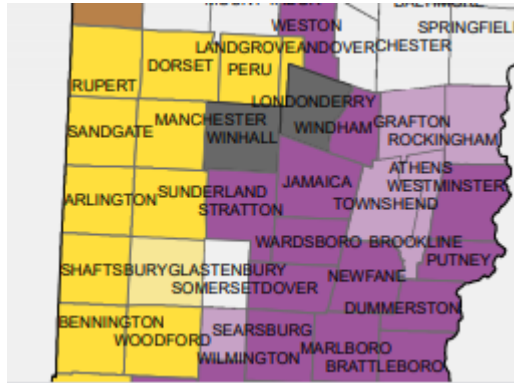 WESTON
SPRINGFIEL
LANDGROVE ANDOVER CHESTER
DORSET
PERU
RUPERT
LONDONDERRY
MANCHESTER
GRAFTON
SANDGATE
WINHALL
WINDHAM
ROCKINGHAM
ATHENS
JAMAICA
WESTMINSTER
ARLINGTON
SUNDERLAND
TOWNSHEND
STRATTON
WARDSBORO
BROOKLINE
PUTNEY
SHAFTSBURY GLASTENBURY
NEWFANE
SOMERSET DOVER
DUMMERSTON
BENNINGTON
SEARSBURG
WOODFORD
MARLBORO
WILMINGTON
BRATTLEBORO